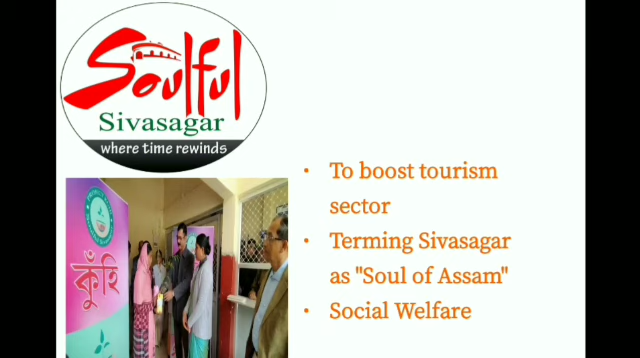 Soulful
Sivasagar
where time rewinds
• To boost tourism
sector
• Terming Sivasagar
as "Soul of Assam"
• Social Welfare
কুঁহি